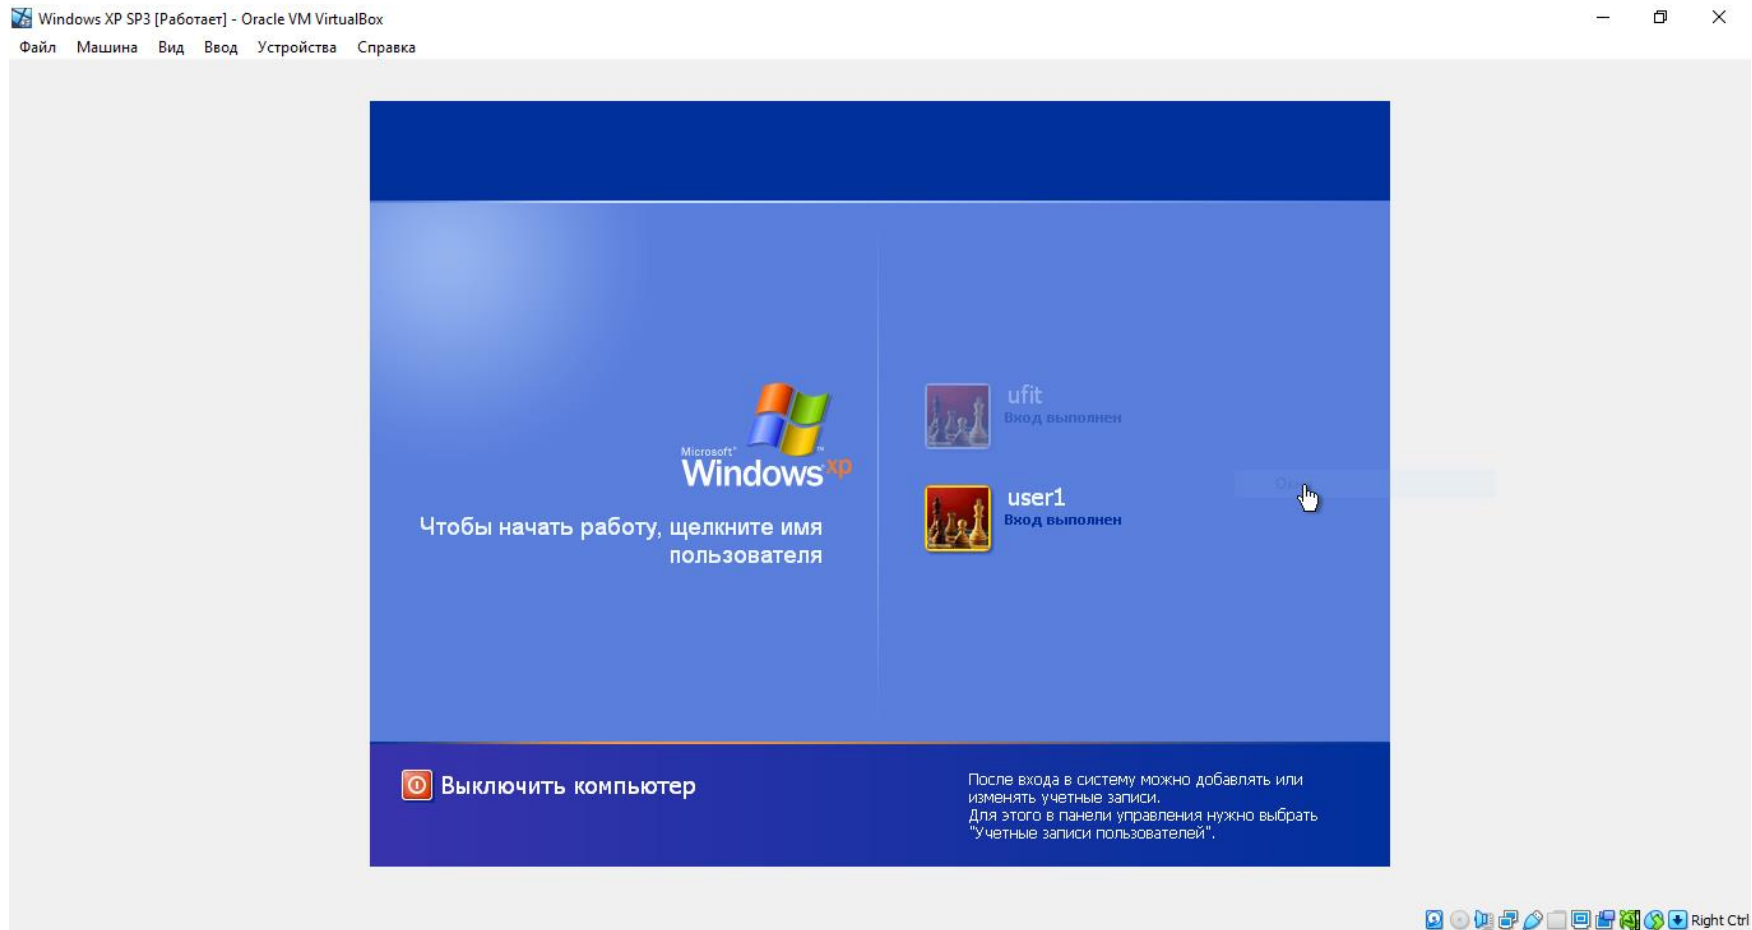 Windows XP SP3 [Работает] - Oracle VM VirtualBox
Файл Машина Вид Ввод Устройства Справка
Microsoft®
Windows xp
Чтобы начать работу, щелкните имя
пользователя
ufit
Вход выполнен
user1
Вход выполнен
Выключить компьютер
После входа в систему можно добавлять или
изменять учетные записи.
Для этого в панели управления нужно выбрать
"Учетные записи пользователей".
Right Ctrl